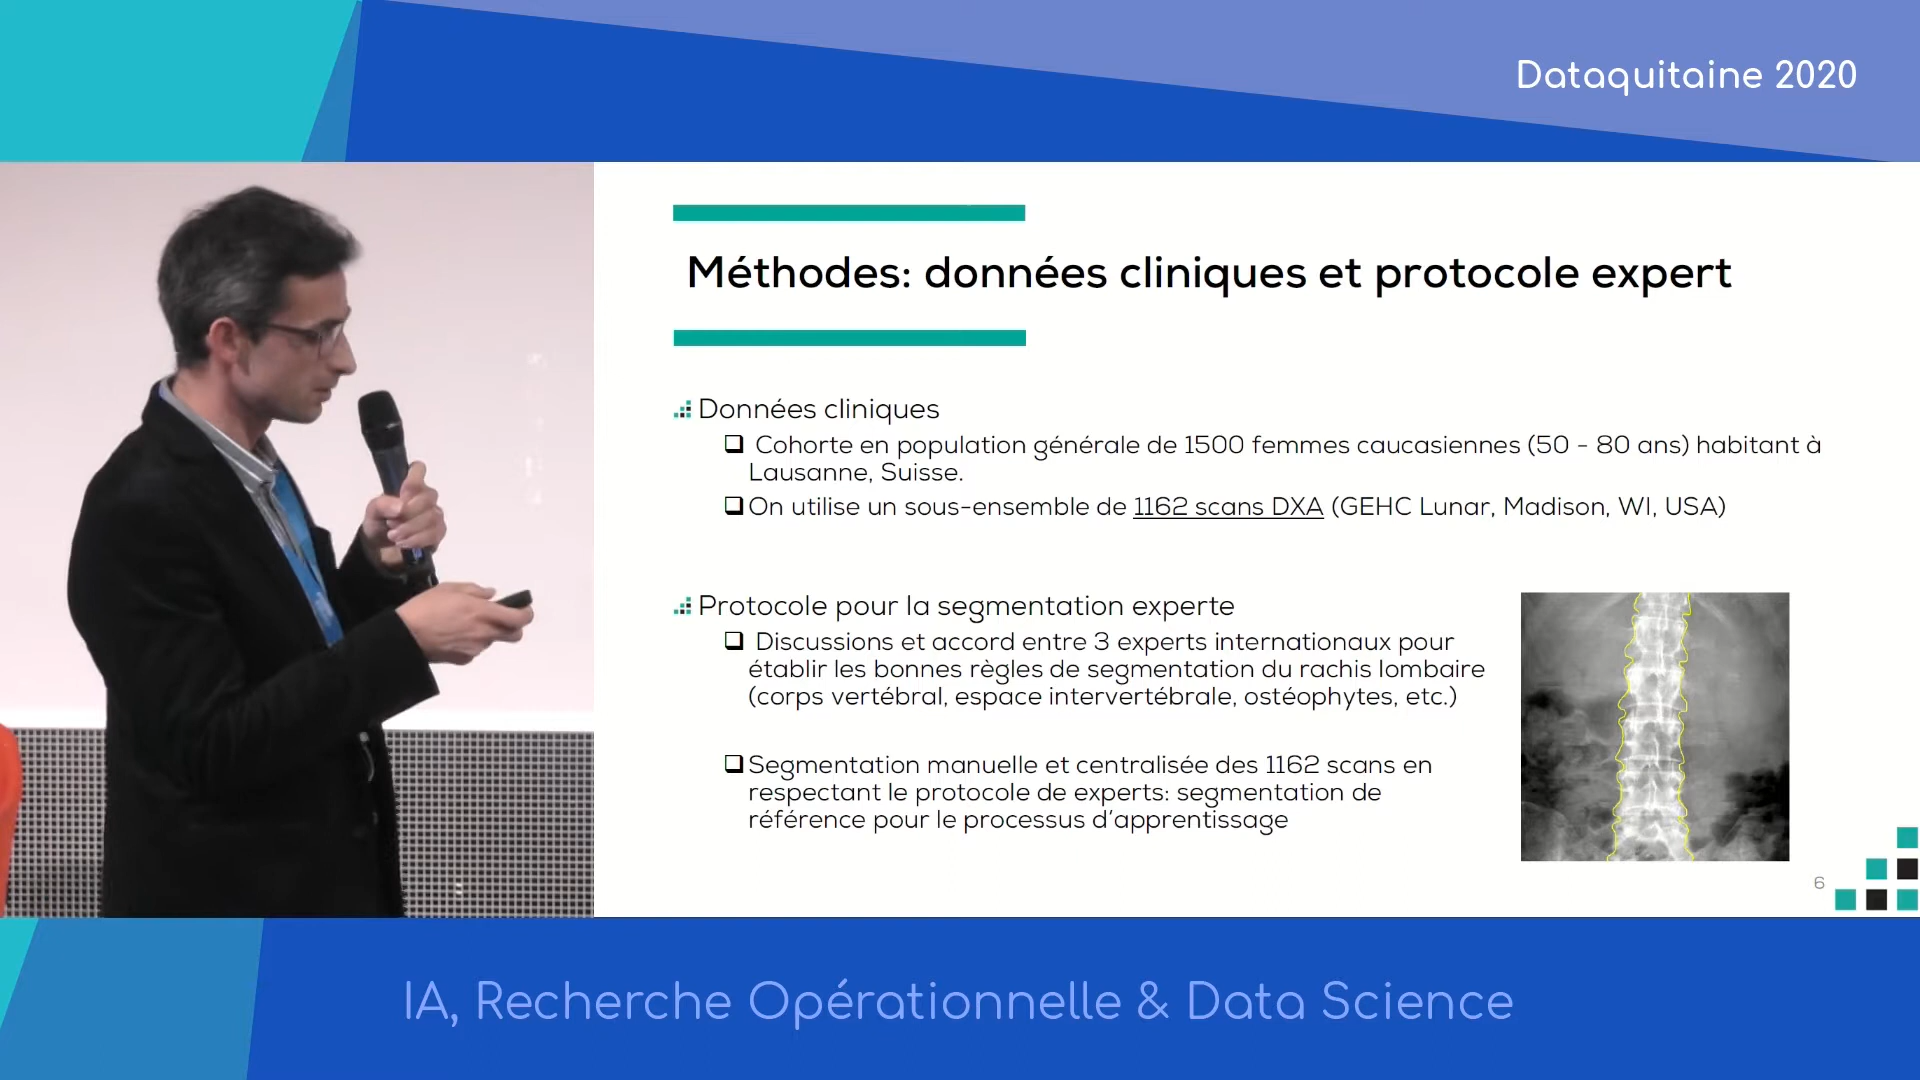 Dataquitaine 2020
Méthodes: données cliniques et protocole expert
Données cliniques
Cohorte en population générale de 1500 femmes caucasiennes (50 - 80 ans) habitant à
Lausanne, Suisse.
On utilise un sous-ensemble de 1162 scans DXA (GEHC Lunar, Madison, WI, USA)
Protocole pour la segmentation experte
Discussions et accord entre 3 experts internationaux pour
établir les bonnes règles de segmentation du rachis lombaire
(corps vertébral, espace intervertébrale, ostéophytes, etc.)
Segmentation manuelle et centralisée des 1162 scans en
respectant le protocole de experts: segmentation de
référence pour le processus d'apprentissage
6
IA, Recherche Opérationnelle & Data Science